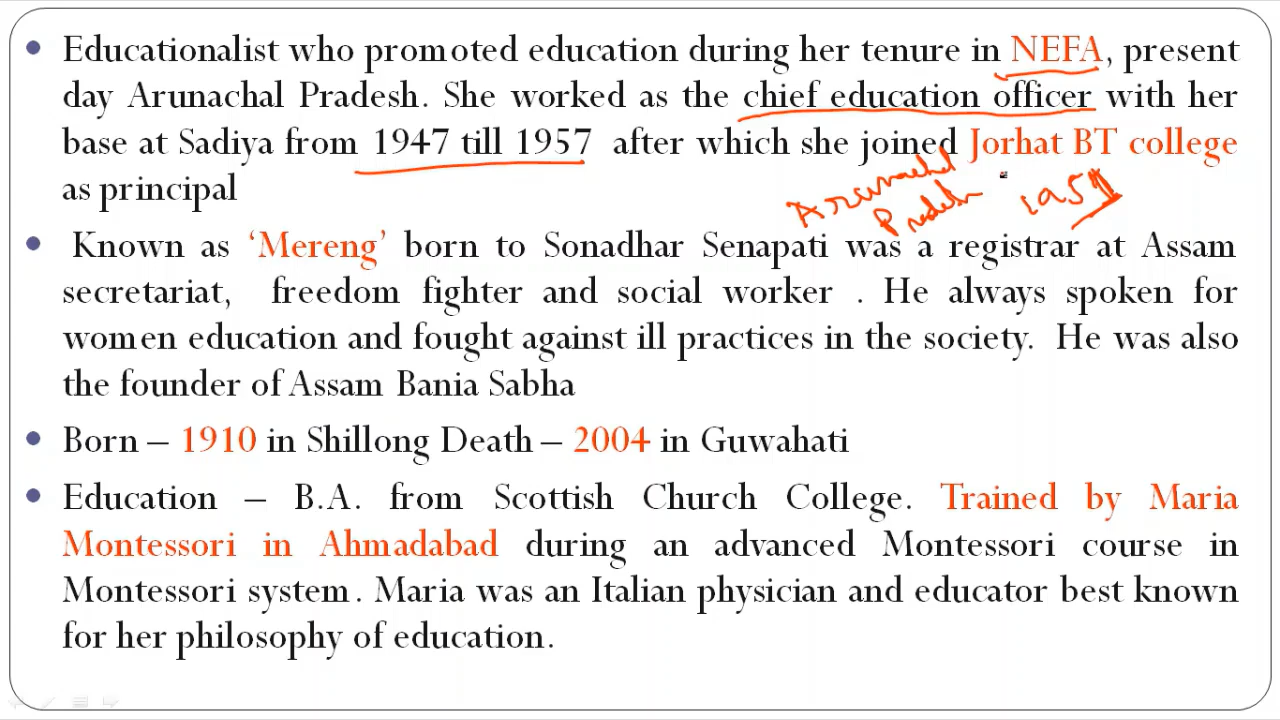 • Educationalist who promoted education during her tenure in NEFA, present
day Arunachal Pradesh. She worked as the chief education officer with her
base at Sadiya from 1947 till 1957 after which she joined Jorhat BT college
as principal
Arunachal
Pradesh
• Known as ‘Mereng’ born to Sonadhar Senapati was a registrar at Assam
secretariat, freedom fighter and social worker . He always spoken for
women education and fought against ill practices in the society. He was also
the founder of Assam Bania Sabha
• Born – 1910 in Shillong Death – 2004 in Guwahati
• Education – B.A. from Scottish Church College. Trained by Maria
Montessori in Ahmadabad during an advanced Montessori course in
Montessori system. Maria was an Italian physician and educator best known
for her philosophy of education.